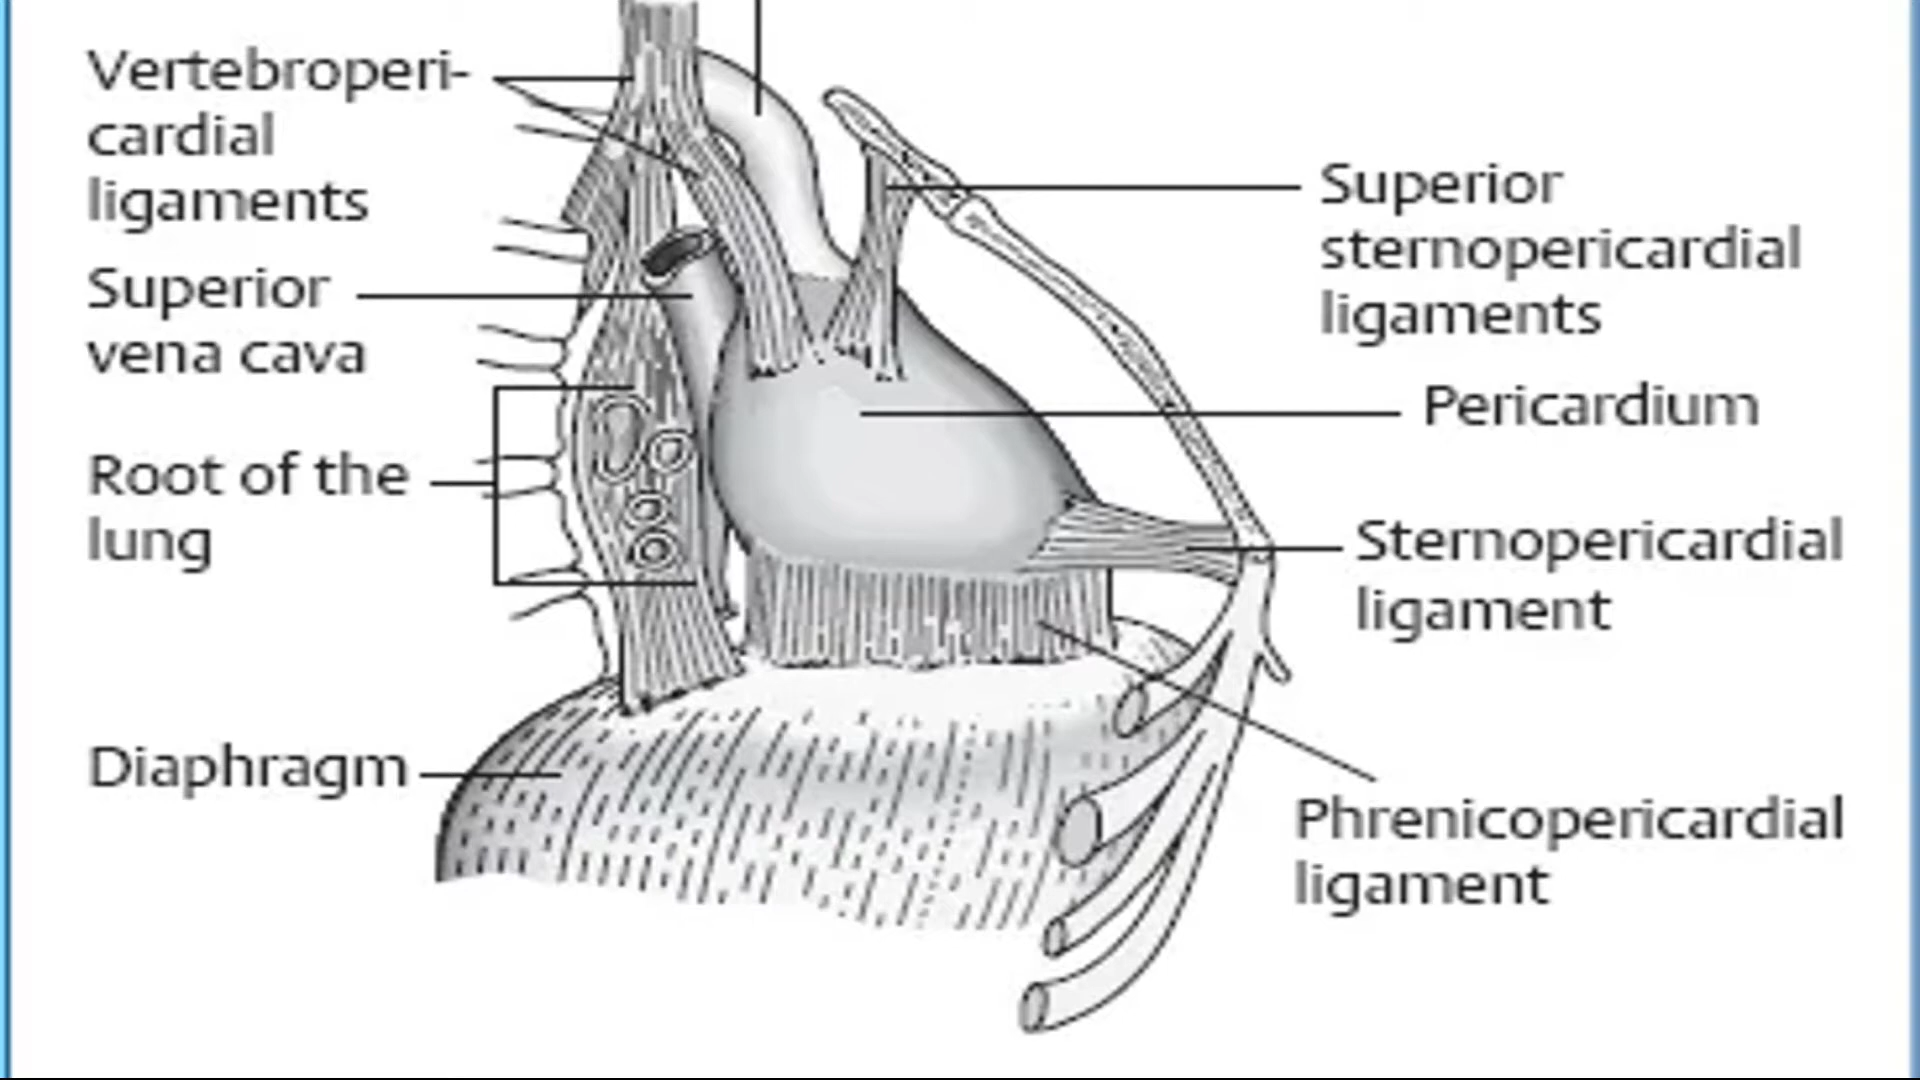 Vertebroperi-
cardial
ligaments
Superior
vena cava
Root of the
lung
Diaphragm
Superior
sternopericardial
ligaments
Pericardium
Sternopericardial
ligament
Phrenicopericardial
ligament